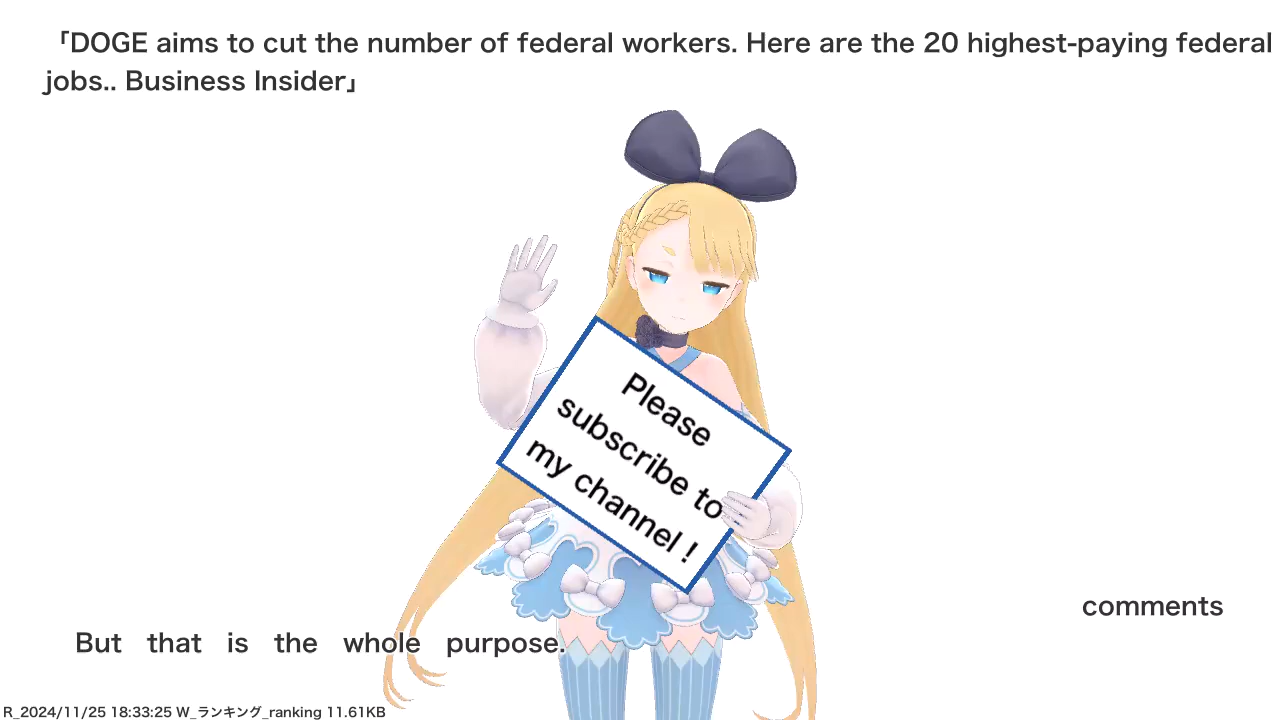 「DOGE aims to cut the number of federal workers. Here are the 20 highest-paying federal
jobs.. Business Insider」
Please
subscribe to
my channel !
comments
But that is the whole purpose.
R_2024/11/25 18:33:25 W_ランキング_ranking 11.61KB